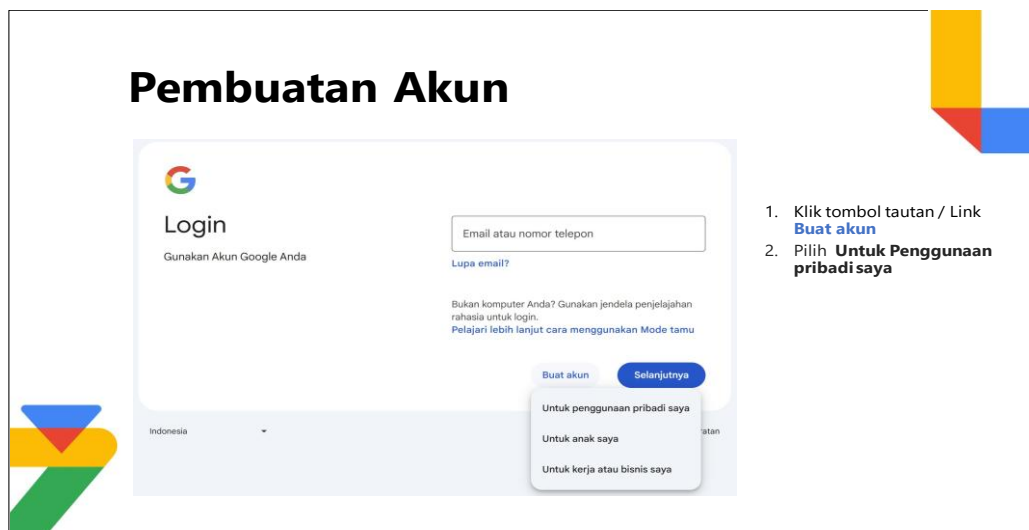 Pembuatan Akun
Login
Gunakan Akun Google Anda
Email atau nomor telepon
Lupa email?
Bukan komputer Anda? Gunakan jendela penjelajahan
rahasia untuk login.
Pelajari lebih lanjut cara menggunakan Mode tamu
Buat akun
Selanjutnya
Untuk penggunaan pribadi saya
Untuk anak saya
Untuk kerja atau bisnis saya
Indonesia
ratan
1. Klik tombol tautan / Link
Buat akun
2. Pilih Untuk Penggunaan
pribadi saya